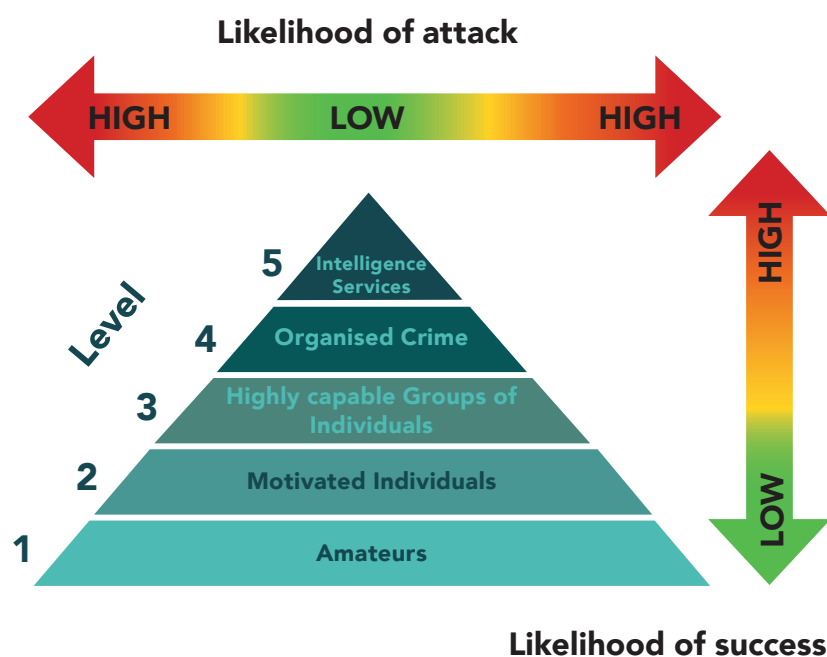 Likelihood of attack
HIGH LOW HIGH
HIGH
5 Intelligence
Services
Level
4 Organised Crime
3 Highly capable Groups of
Individuals
2 Motivated Individuals
LOW
1 Amateurs
Likelihood of success